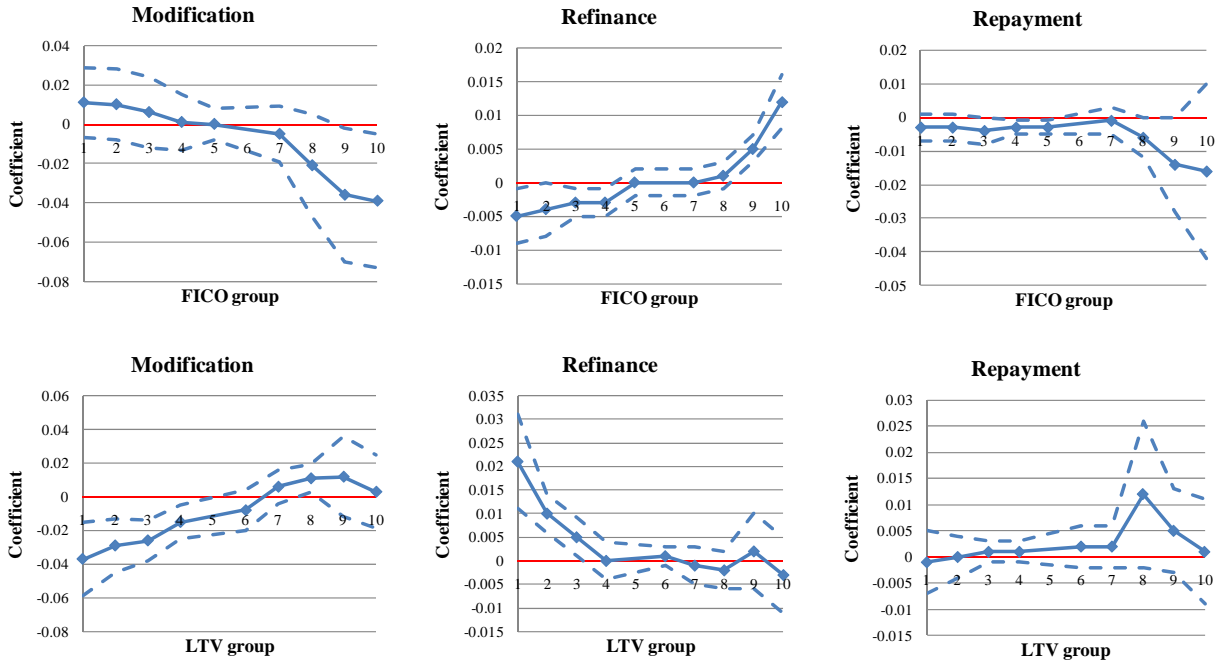 Modification
0.04
0.02
0
-0.02
-0.04
-0.06
-0.08
1 2 3 4 5 6 7 8 9 10
Coefficient
FICO group
Refinance
0.02
0.015
0.01
0.005
0
-0.005
-0.01
-0.015
1 2 3 4 5 6 7 8 9 10
Coefficient
FICO group
Repayment
0.02
0.01
0
-0.01
-0.02
-0.03
-0.04
-0.05
1 2 3 4 5 6 7 8 9 10
Coefficient
FICO group
Modification
0.06
0.04
0.02
0
-0.02
-0.04
-0.06
-0.08
1 2 3 4 5 6 7 8 9 10
Coefficient
LTV group
Refinance
0.035
0.03
0.025
0.02
0.015
0.01
0.005
0
-0.005
-0.01
-0.015
1 2 3 4 5 6 7 8 9 10
Coefficient
LTV group
Repayment
0.03
0.025
0.02
0.015
0.01
0.005
0
-0.005
-0.01
-0.015
1 2 3 4 5 6 7 8 9 10
Coefficient
LTV group